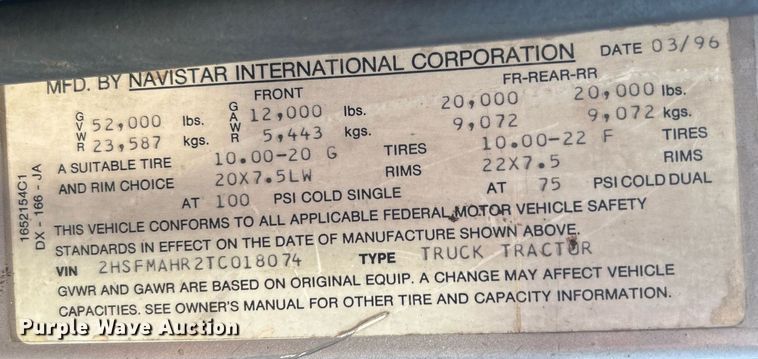 MFD. BY NAVISTAR INTERNATIONAL CORPORATION DATE 03/96
FRONT FR-REAR-RR
GVWR 52,000 lbs. GAWR 12,000 lbs. 20,000 20,000 lbs.
23,587 kgs. 5,443 kgs. 9,072 9,072 kgs.
A SUITABLE TIRE 10.00-20 G TIRES 10.00-22 F TIRES
AND RIM CHOICE 20X7.5LW RIMS 22X7.5 RIMS
AT 100 PSI COLD SINGLE AT 75 PSI COLD DUAL
THIS VEHICLE CONFORMS TO ALL APPLICABLE FEDERAL MOTOR VEHICLE SAFETY
STANDARDS IN EFFECT ON THE DATE OF MANUFACTURE SHOWN ABOVE.
VIN 2HSFMAHR2TC018074 TYPE TRUCK TRACTOR
GVWR AND GAWR ARE BASED ON ORIGINAL EQUIP. A CHANGE MAY AFFECT VEHICLE
CAPACITIES. SEE OWNER'S MANUAL FOR OTHER TIRE AND CAPACITY INFORMATION.
1652154C1
DX - 166 - JA
Purple Wave Auction